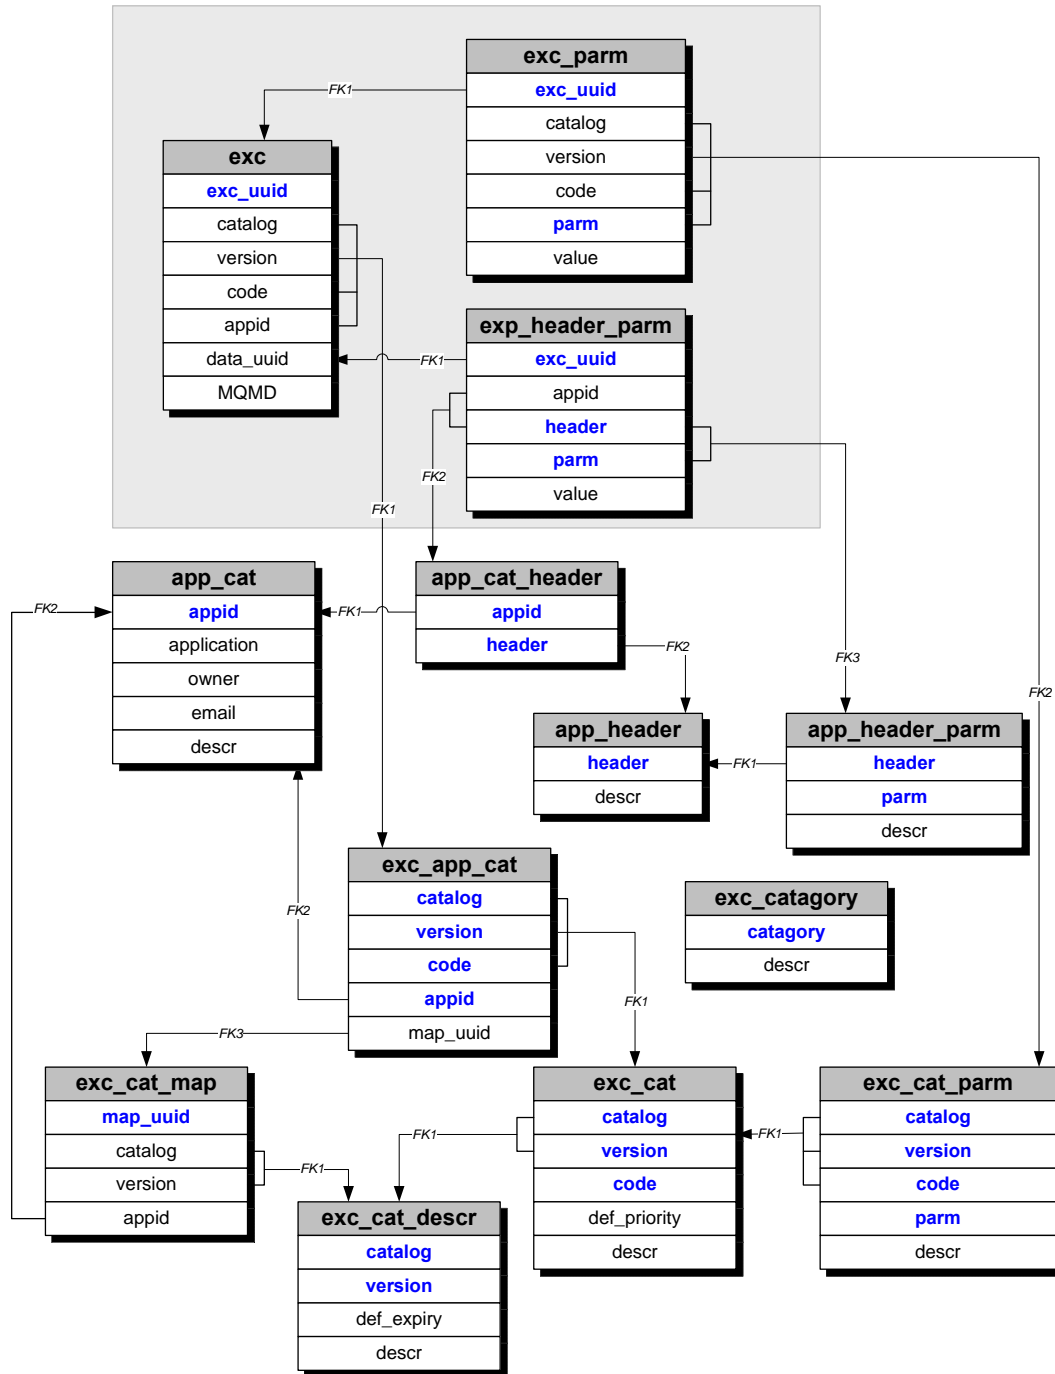 exc_parm
exc_uuid
catalog
version
code
parm
value
FK1
exc
exc_uuid
catalog
version
code
appid
data_uuid
MQMD
exp_header_parm
exc_uuid
appid
header
parm
value
FK1
FK2
FK1
app_cat
appid
application
owner
email
descr
FK2
FK1
app_cat_header
appid
header
FK2
FK3
FK2
app_header
header
descr
FK1
app_header_parm
header
parm
descr
exc_app_cat
catalog
version
code
appid
map_uuid
FK2
FK1
FK3
exc_catagory
catagory
descr
exc_cat_map
map_uuid
catalog
version
appid
FK1
FK1
exc_cat_descr
catalog
version
def_expiry
descr
exc_cat
catalog
version
code
def_priority
descr
FK1
exc_cat_parm
catalog
version
code
parm
descr